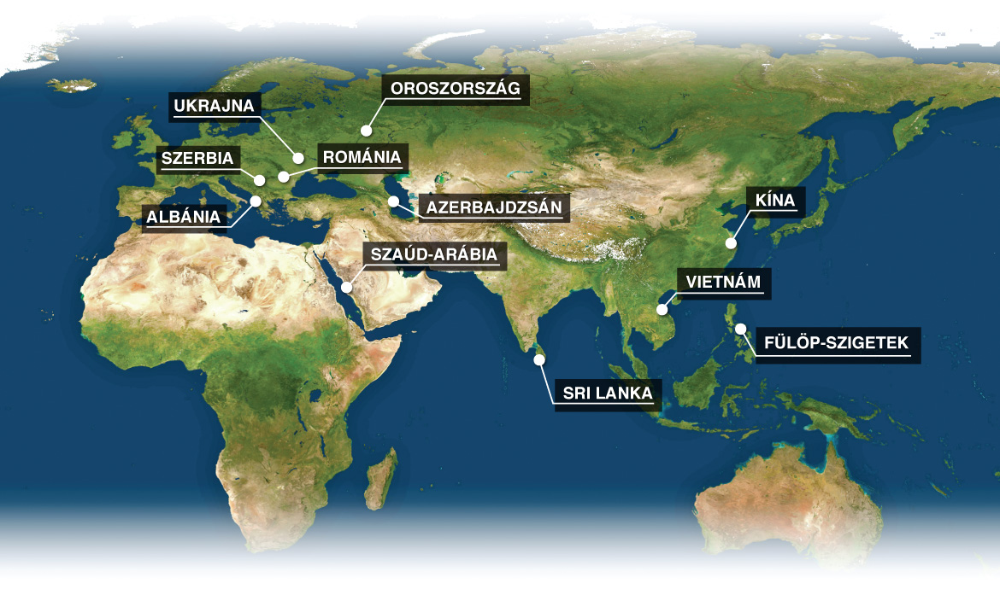 OROSZORSZÁG
UKRAJNA
SZERBIA
ROMÁNIA
ALBÁNIA
AZERBAJDZSÁN
KÍNA
SZAÚD-ARÁBIA
VIETNÁM
FÜLÖP-SZIGETEK
SRI LANKA